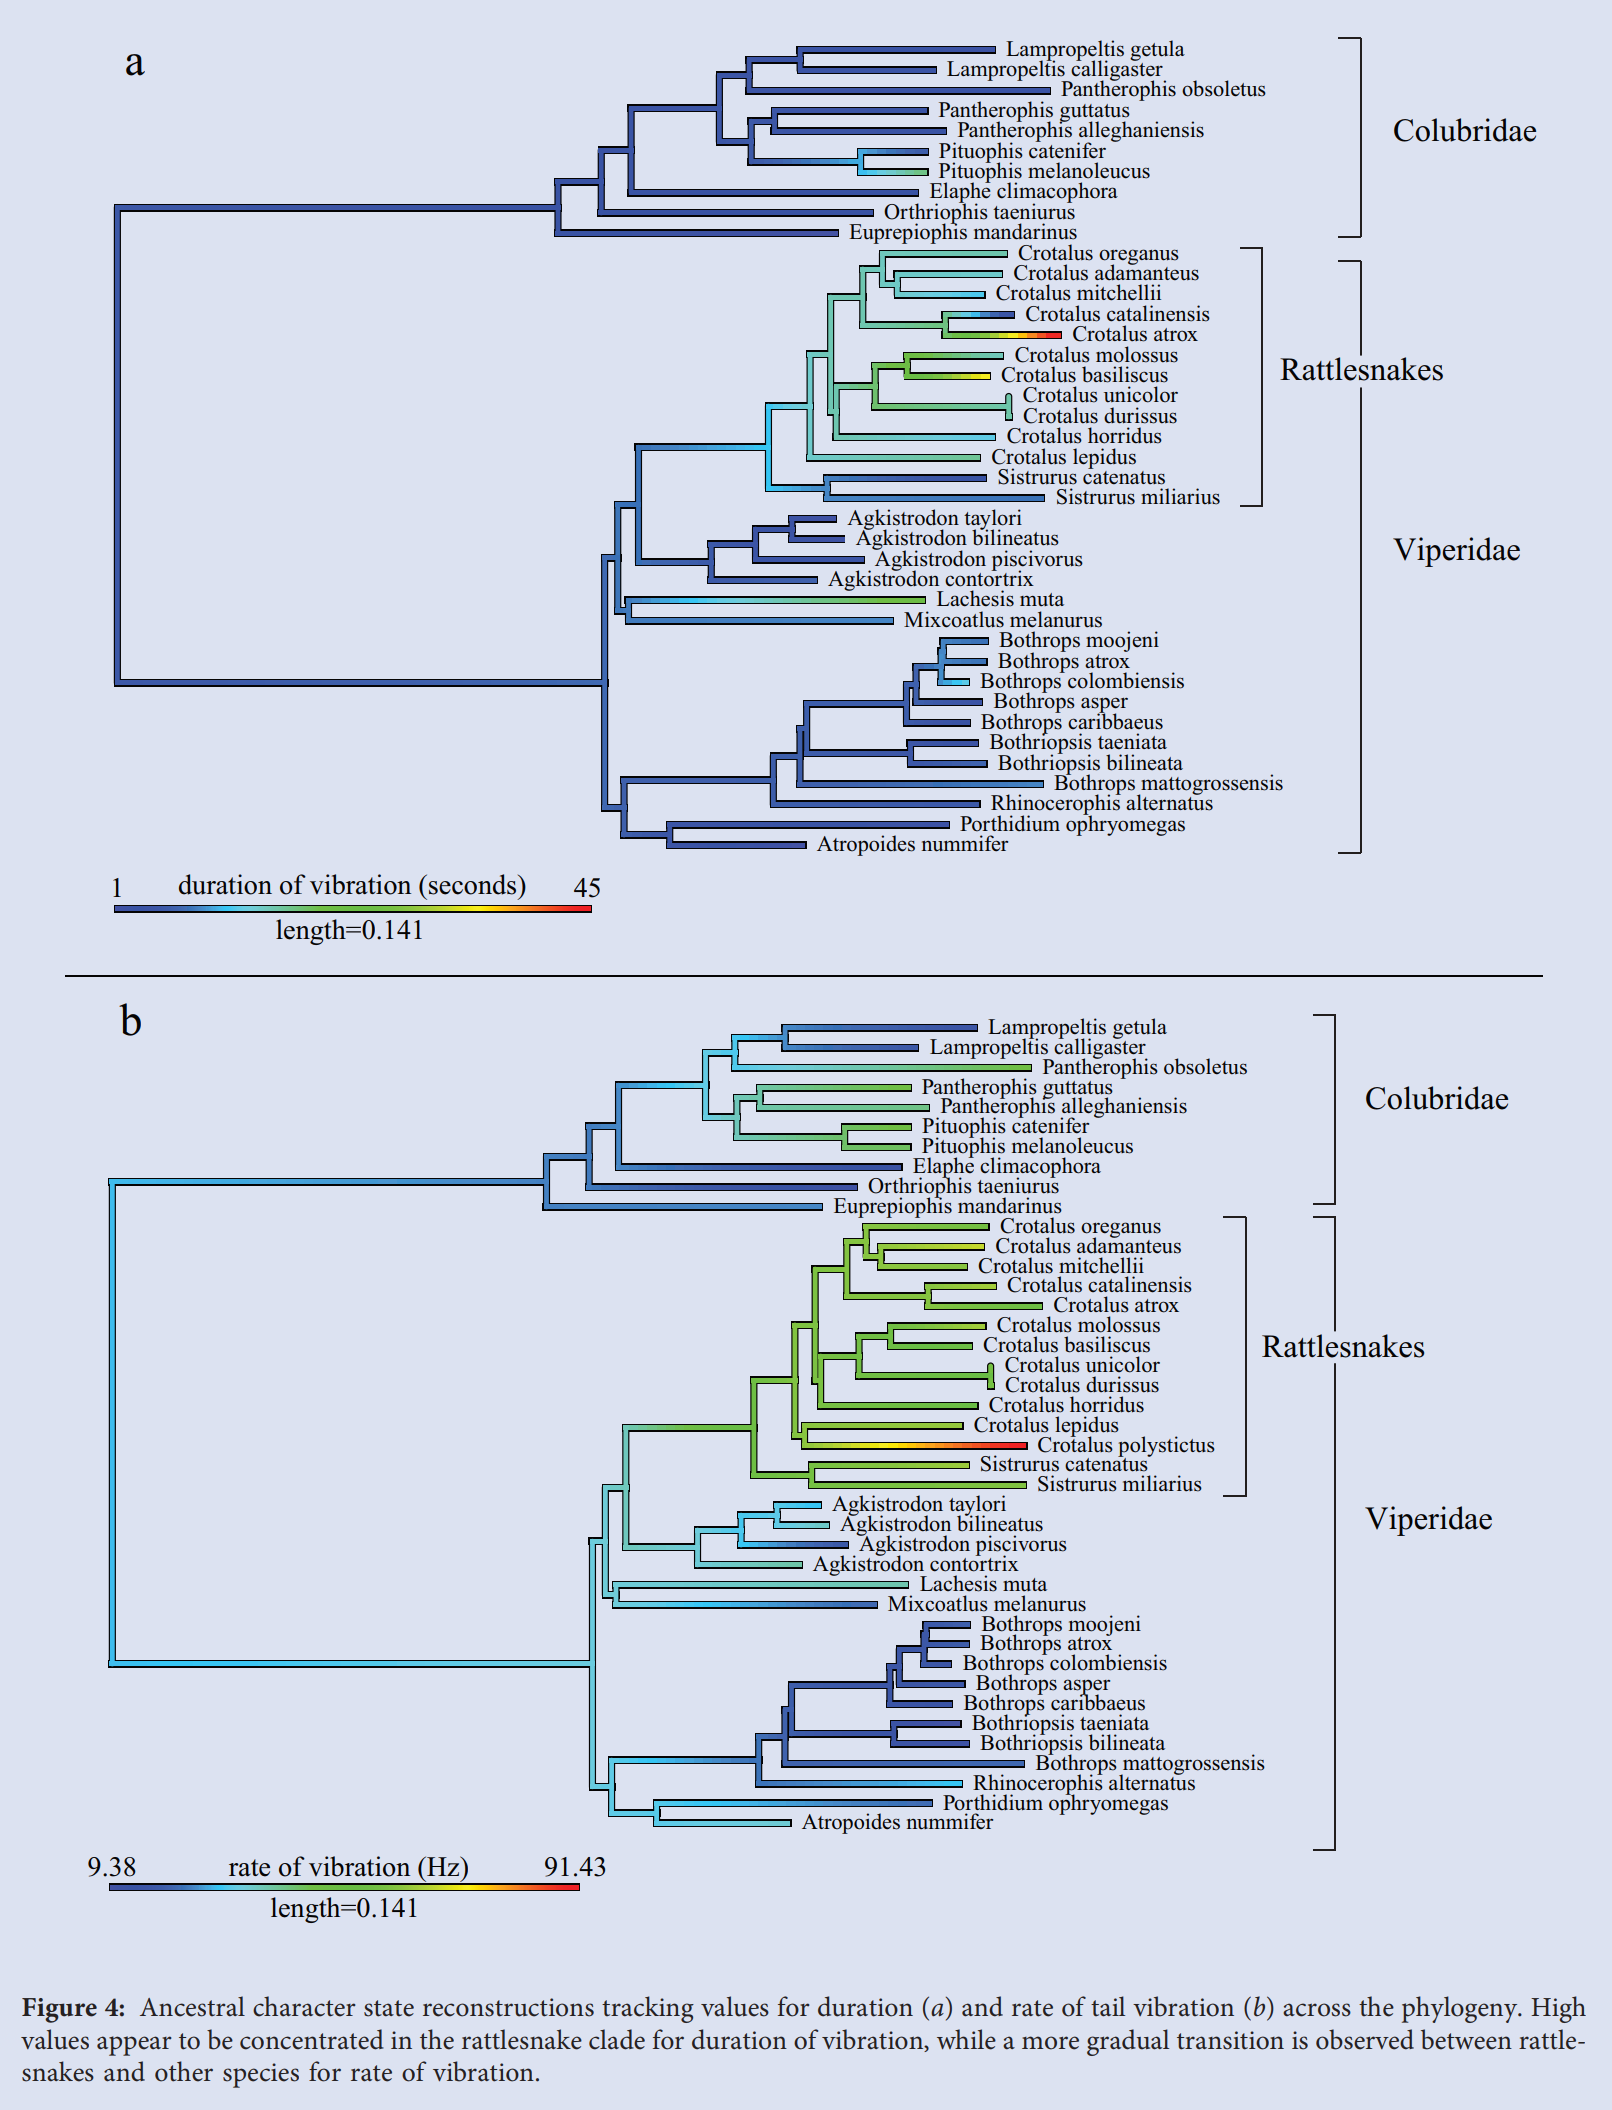 a
Lampropeltis getula
Lampropeltis calligaster
Pantherophis obsoletus
Pantherophis guttatus
Pantherophis alleghaniensis
Pituophis catenifer
Pituophis melanoleucus
Elaphe climacophora
Orthriophis taeniurus
Euprepiophis mandarinus
Colubridae
Crotalus oreganus
Crotalus adamanteus
Crotalus mitchellii
Crotalus catalinensis
Crotalus atrox
Crotalus molossus
Crotalus basiliscus
Crotalus unicolor
Crotalus durissus
Crotalus horridus
Crotalus lepidus
Sistrurus catenatus
Sistrurus miliarius
Rattlesnakes
Agkistrodon taylori
Agkistrodon bilineatus
Agkistrodon piscivorus
Agkistrodon contortrix
Lachesis muta
Mixcoatlus melanurus
Bothrops moojeni
Bothrops atrox
Bothrops colombiensis
Bothrops asper
Bothrops caribbaeus
Bothriopsis taeniata
Bothriopsis bilineata
Bothrops mattogrossensis
Rhinocerophis alternatus
Porthidium ophryomegas
Atropoides nummifer
Viperidae
1 duration of vibration (seconds) 45
length=0.141
b
Lampropeltis getula
Lampropeltis calligaster
Pantherophis obsoletus
Pantherophis guttatus
Pantherophis alleghaniensis
Pituophis catenifer
Pituophis melanoleucus
Elaphe climacophora
Orthriophis taeniurus
Euprepiophis mandarinus
Colubridae
Crotalus oreganus
Crotalus adamanteus
Crotalus mitchellii
Crotalus catalinensis
Crotalus atrox
Crotalus molossus
Crotalus basiliscus
Crotalus unicolor
Crotalus durissus
Crotalus horridus
Crotalus lepidus
Crotalus polystictus
Sistrurus catenatus
Sistrurus miliarius
Rattlesnakes
Agkistrodon taylori
Agkistrodon bilineatus
Agkistrodon piscivorus
Agkistrodon contortrix
Lachesis muta
Mixcoatlus melanurus
Bothrops moojeni
Bothrops atrox
Bothrops colombiensis
Bothrops asper
Bothrops caribbaeus
Bothriopsis taeniata
Bothriopsis bilineata
Bothrops mattogrossensis
Rhinocerophis alternatus
Porthidium ophryomegas
Atropoides nummifer
Viperidae
9.38 rate of vibration (Hz) 91.43
length=0.141
Figure 4: Ancestral character state reconstructions tracking values for duration (a) and rate of tail vibration (b) across the phylogeny. High
values appear to be concentrated in the rattlesnake clade for duration of vibration, while a more gradual transition is observed between rattle-
snakes and other species for rate of vibration.